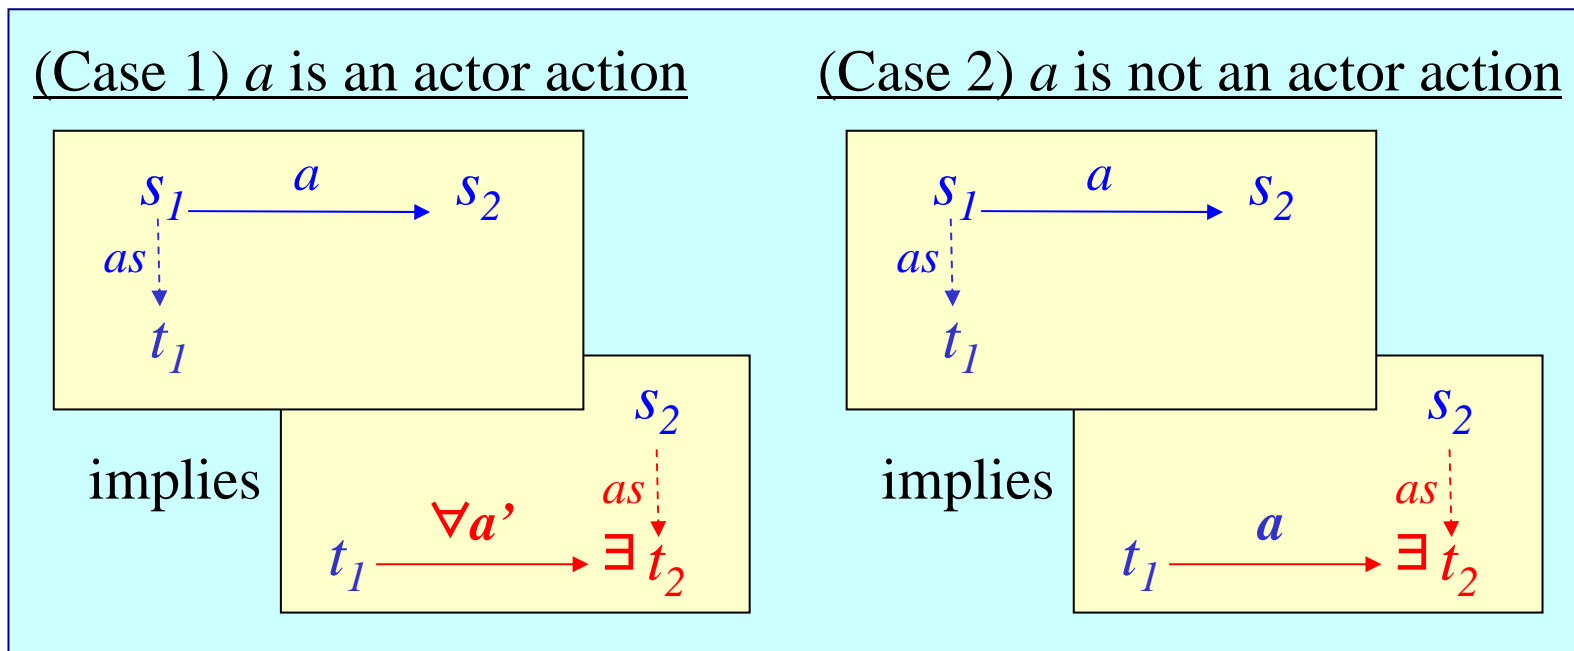 (Case 1) a is an actor action
s1 a s2
as
t1
s2
implies
as
∀a’
t1 ∃ t2
(Case 2) a is not an actor action
s1 a s2
as
t1
s2
implies
as
a
t1 ∃ t2